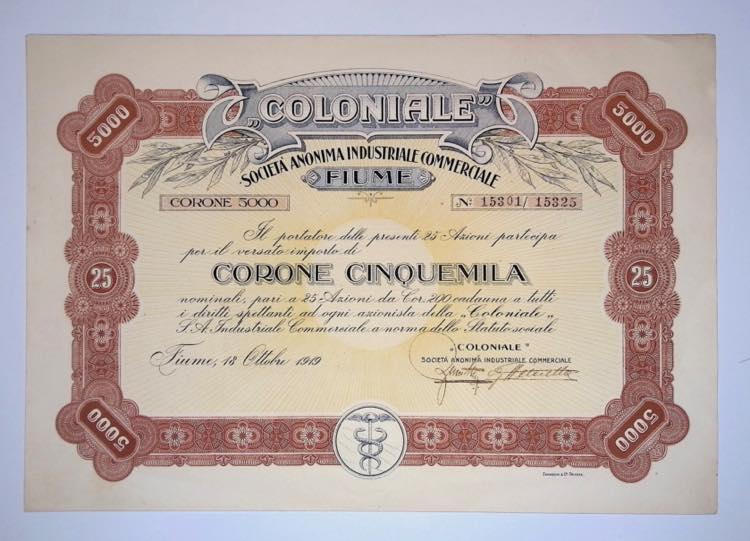 5000
5000
„COLONIALE"
SOCIETÀ ANONIMA INDUSTRIALE COMMERCIALE
FIUME
CORONE 5000
No: 15301/15325
Il portatore delle presenti 25 Azioni partecipa
per il versato importo di
CORONE CINQUEMILA
25
25
nominali, pari a 25 Azioni da Cor. 200 cadauna a tutti
i diritti spettanti ad ogni azionista della „Coloniale"
S.A. Industriale Commerciale a norma dello Statuto sociale
Fiume, 18 Ottobre 1919
„COLONIALE"
SOCIETÀ ANONIMA INDUSTRIALE COMMERCIALE
5000
5000